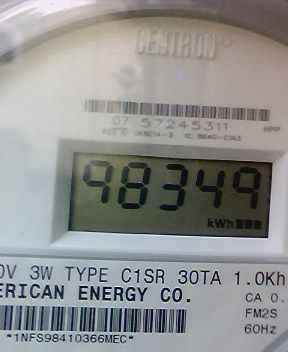 CENTRON®
07 57245311 HPP
98349
kWh
0V 3W TYPE C1SR 30TA 1.0Kh
ERICAN ENERGY CO. CA 0.
FM2S
*1NFS98410366MEC* 60Hz